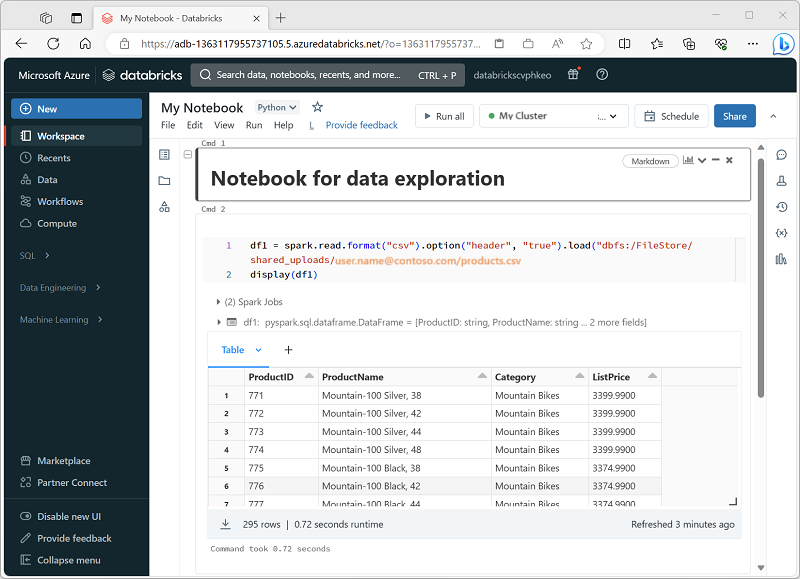 My Notebook - Databricks
https://adb-1363117955737105.5.azuredatabricks.net/?o=1363117955737...
Microsoft Azure databricks Search data, notebooks, recents, and more... CTRL + P databrickscvphkeo
New
Workspace
Recents
Data
Workflows
Compute
SQL
Data Engineering
Machine Learning
Marketplace
Partner Connect
Disable new UI
Provide feedback
Collapse menu
My Notebook Python
File Edit View Run Help L Provide feedback
Run all My Cluster :... Schedule Share
Cmd 1
Markdown
Notebook for data exploration
Cmd 2
1 df1 = spark.read.format("csv").option("header", "true").load("dbfs:/FileStore/
shared_uploads/user.name@contoso.com/products.csv
2 display(df1)
(2) Spark Jobs
df1: pyspark.sql.dataframe.DataFrame = [ProductID: string, ProductName: string ... 2 more fields]
Table +
ProductID ProductName Category ListPrice
1 771 Mountain-100 Silver, 38 Mountain Bikes 3399.9900
2 772 Mountain-100 Silver, 42 Mountain Bikes 3399.9900
3 773 Mountain-100 Silver, 44 Mountain Bikes 3399.9900
4 774 Mountain-100 Silver, 48 Mountain Bikes 3399.9900
5 775 Mountain-100 Black, 38 Mountain Bikes 3374.9900
6 776 Mountain-100 Black, 42 Mountain Bikes 3374.9900
7 777 Mountain-100 Black, 44 Mountain Bikes 3374.9900
295 rows | 0.72 seconds runtime Refreshed 3 minutes ago
Command took 0.72 seconds